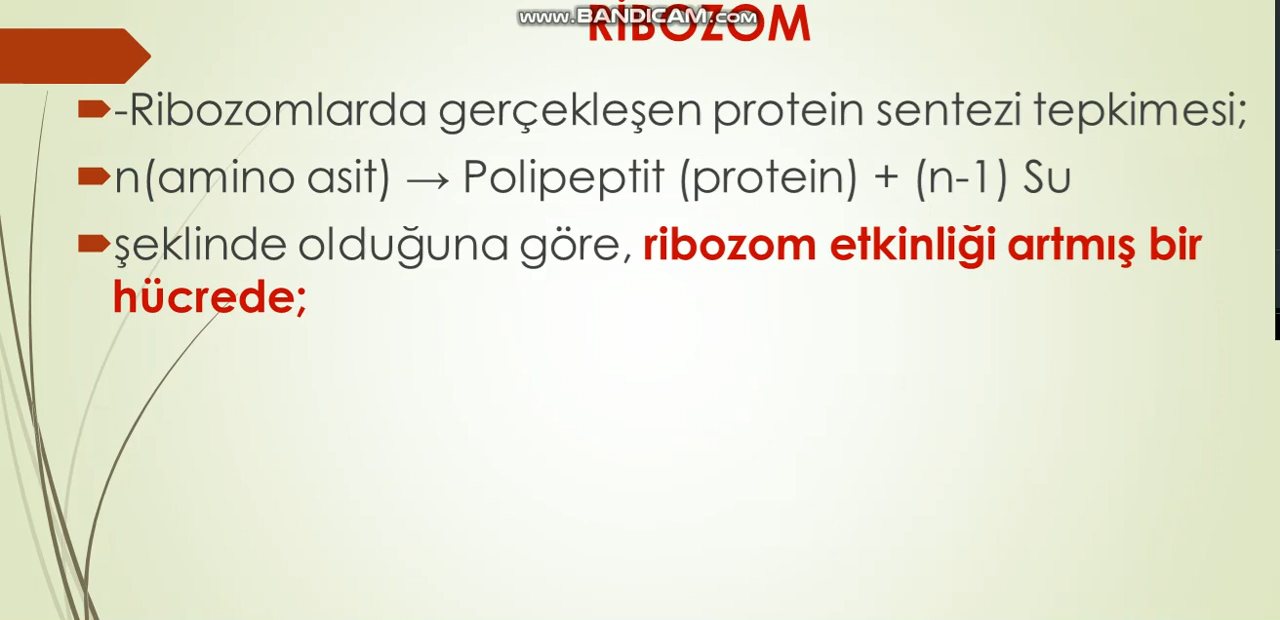 www.BANDICAM.com
RİBOZOM
-Ribozomlarda gerçekleşen protein sentezi tepkimesi;
n(amino asit) → Polipeptit (protein) + (n-1) Su
şeklinde olduğuna göre, ribozom etkinliği artmış bir
hücrede;